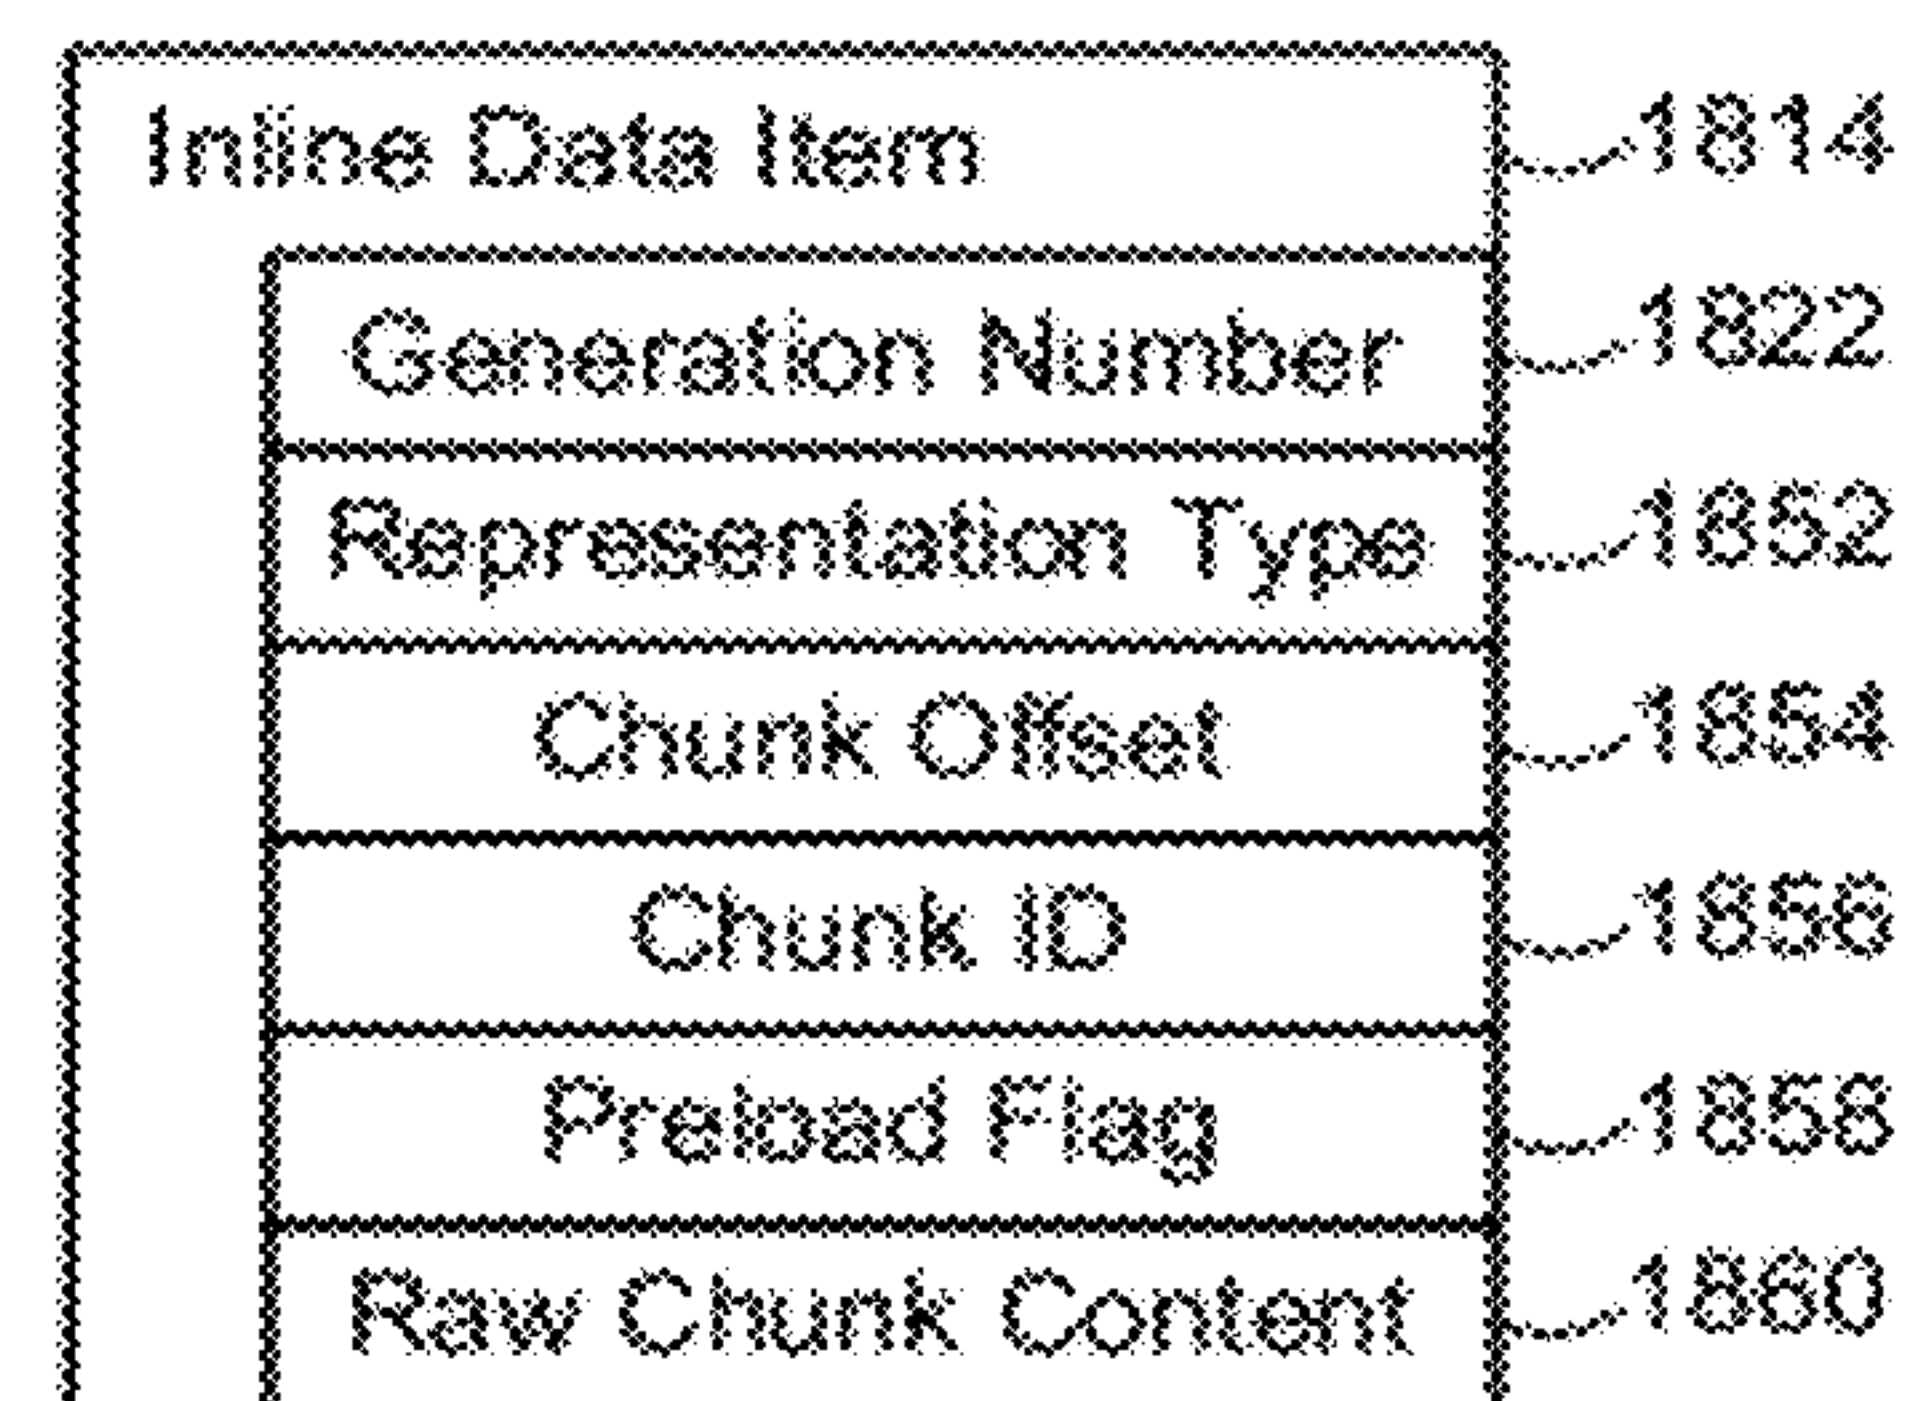 Inline Data Item 1814
Generation Number 1822
Representation Type 1852
Chunk Offset 1854
Chunk ID 1856
Preload Flag 1858
Raw Chunk Content 1860